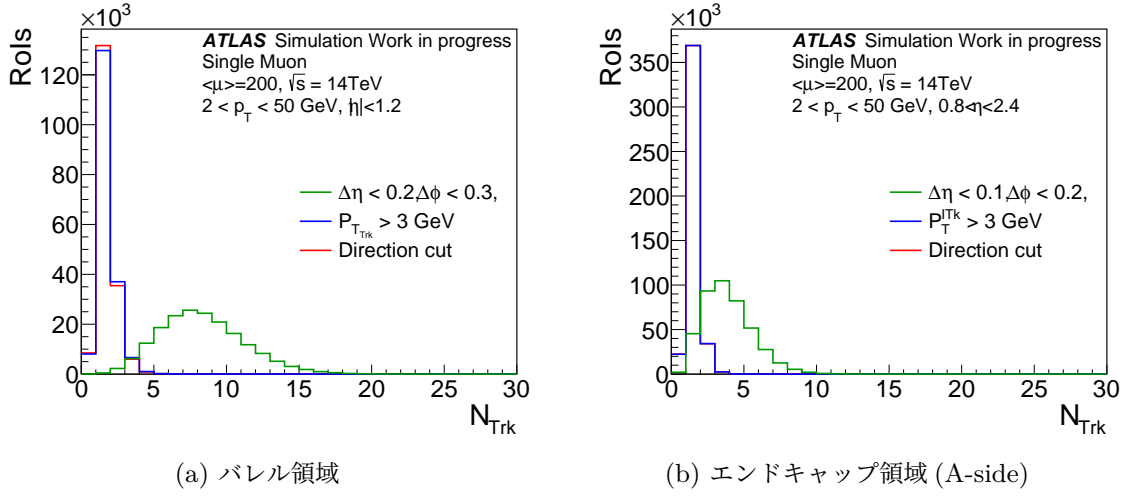 ×10³
RoIs
ATLAS Simulation Work in progress
Single Muon
<μ>=200, √s = 14TeV
2 < p_T < 50 GeV, |η|<1.2
Δη < 0.2,Δϕ < 0.3,
P_T_Trk > 3 GeV
Direction cut
120
100
80
60
40
20
0
0 5 10 15 20 25 30
N_Trk
(a) バレル領域
×10³
RoIs
ATLAS Simulation Work in progress
Single Muon
<μ>=200, √s = 14TeV
2 < p_T < 50 GeV, 0.8<η<2.4
Δη < 0.1,Δϕ < 0.2,
P_T^ITk > 3 GeV
Direction cut
350
300
250
200
150
100
50
0
0 5 10 15 20 25 30
N_Trk
(b) エンドキャップ領域 (A-side)